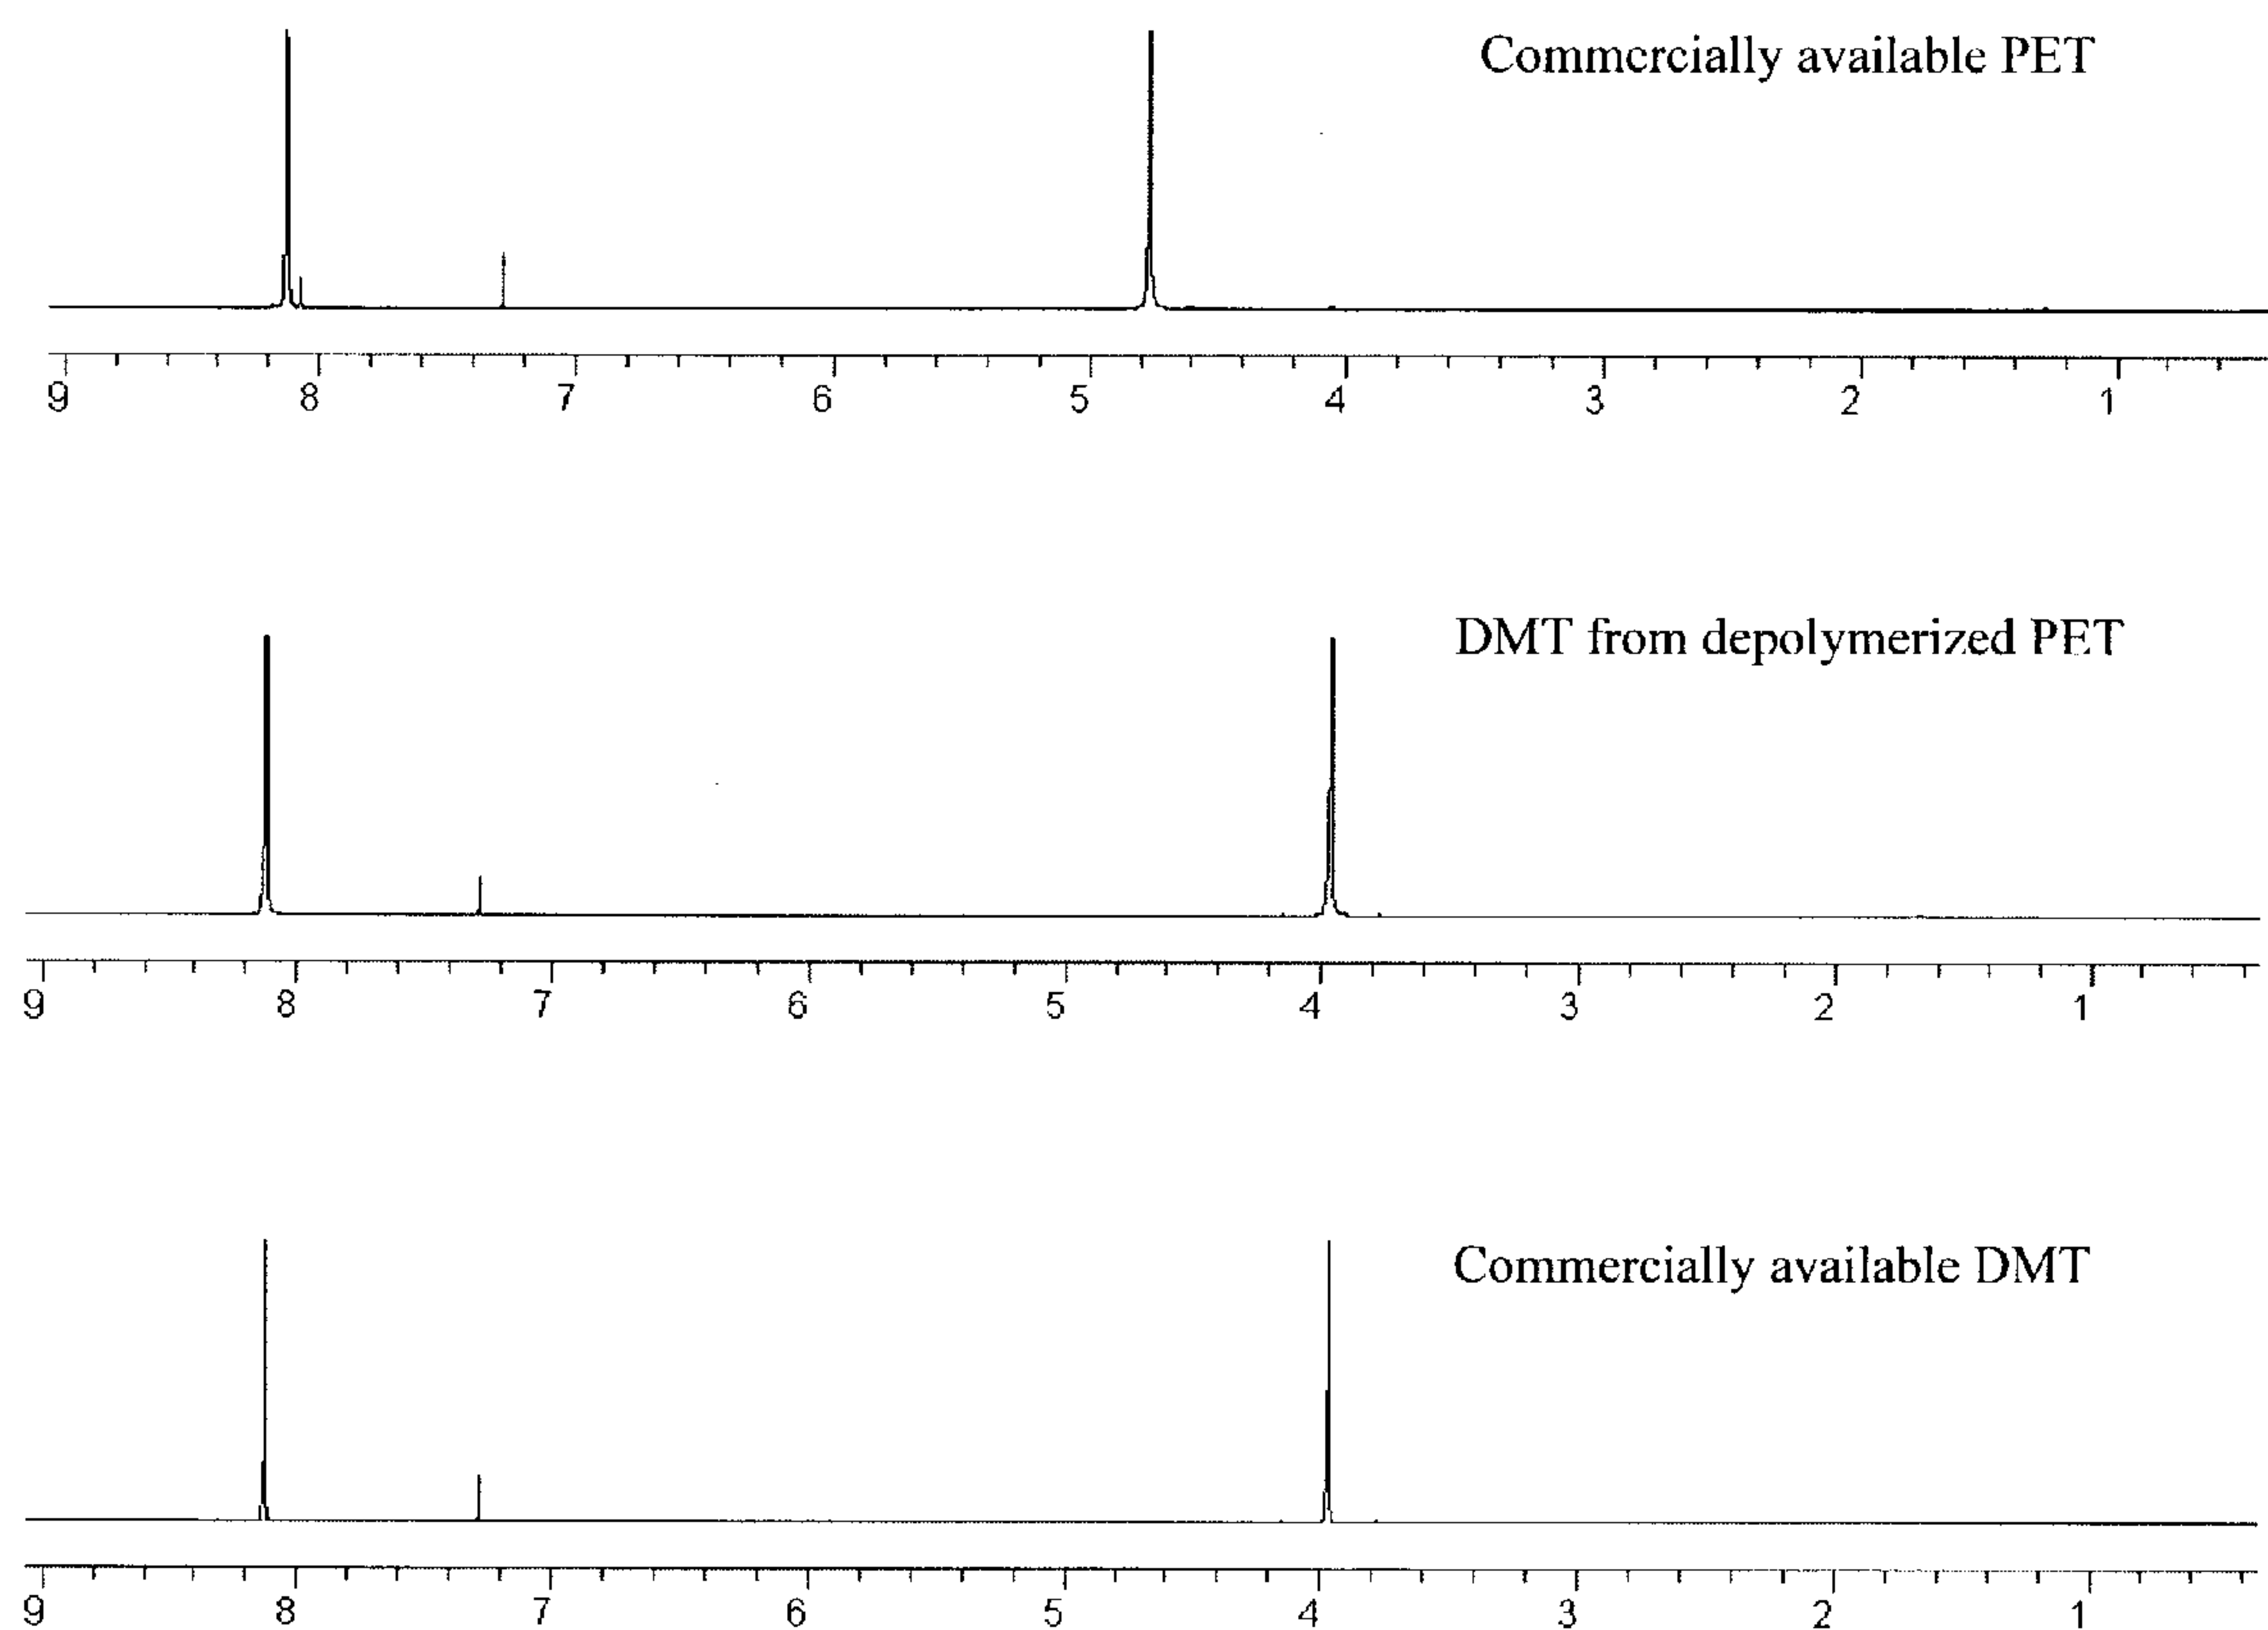 Commercially available PET
9 8 7 6 5 4 3 2 1
DMT from depolymerized PET
9 8 7 6 5 4 3 2 1
Commercially available DMT
9 8 7 6 5 4 3 2 1